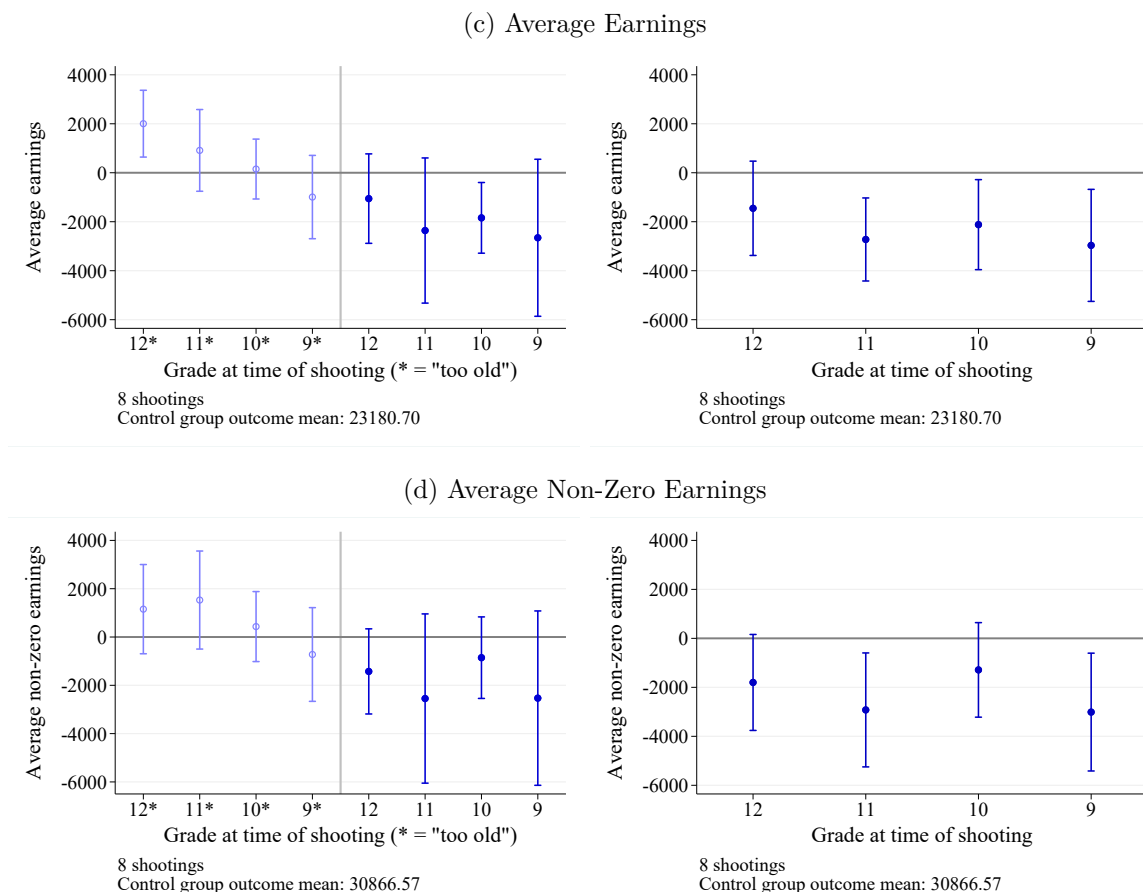 (c) Average Earnings
Average earnings
4000
2000
0
-2000
-4000
-6000
12* 11* 10* 9* 12 11 10 9
Grade at time of shooting (* = "too old")
8 shootings
Control group outcome mean: 23180.70
Average earnings
4000
2000
0
-2000
-4000
-6000
12 11 10 9
Grade at time of shooting
8 shootings
Control group outcome mean: 23180.70
(d) Average Non-Zero Earnings
Average non-zero earnings
4000
2000
0
-2000
-4000
-6000
12* 11* 10* 9* 12 11 10 9
Grade at time of shooting (* = "too old")
8 shootings
Control group outcome mean: 30866.57
Average non-zero earnings
4000
2000
0
-2000
-4000
-6000
12 11 10 9
Grade at time of shooting
8 shootings
Control group outcome mean: 30866.57